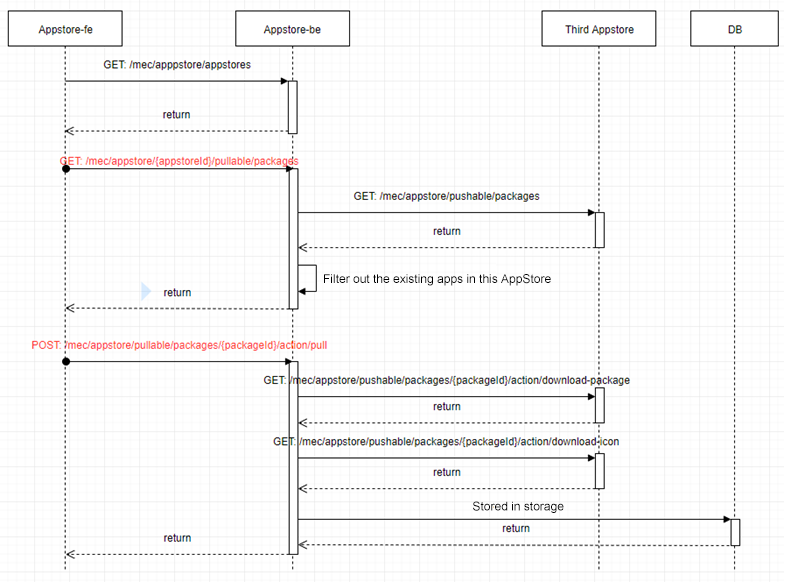 Appstore-fe
Appstore-be
Third Appstore
DB
GET: /mec/apppstore/appstores
return
GET: /mec/appstore/{appstoreId}/pullable/packages
GET: /mec/appstore/pushable/packages
return
Filter out the existing apps in this AppStore
return
POST: /mec/appstore/pullable/packages/{packageId}/action/pull
GET: /mec/appstore/pushable/packages/{packageId}/action/download-package
return
GET: /mec/appstore/pushable/packages/{packageId}/action/download-icon
return
Stored in storage
return
return